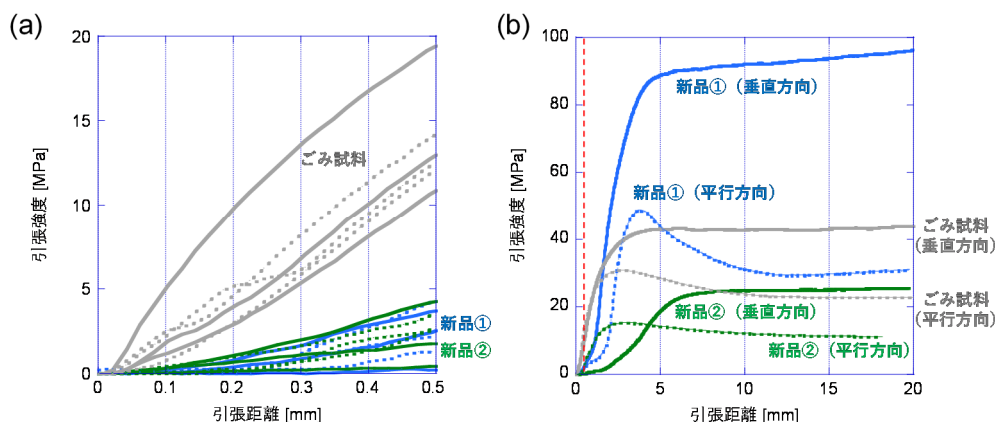 (a)
20
15
10
5
0
引張強度 [MPa]
ごみ試料
新品①
新品②
0
0.1
0.2
0.3
0.4
0.5
引張距離 [mm]
(b)
100
80
60
40
20
0
引張強度 [MPa]
新品①（垂直方向）
新品①（平行方向）
ごみ試料
（垂直方向）
新品②（垂直方向）
ごみ試料
（平行方向）
新品②（平行方向）
0
5
10
15
20
引張距離 [mm]